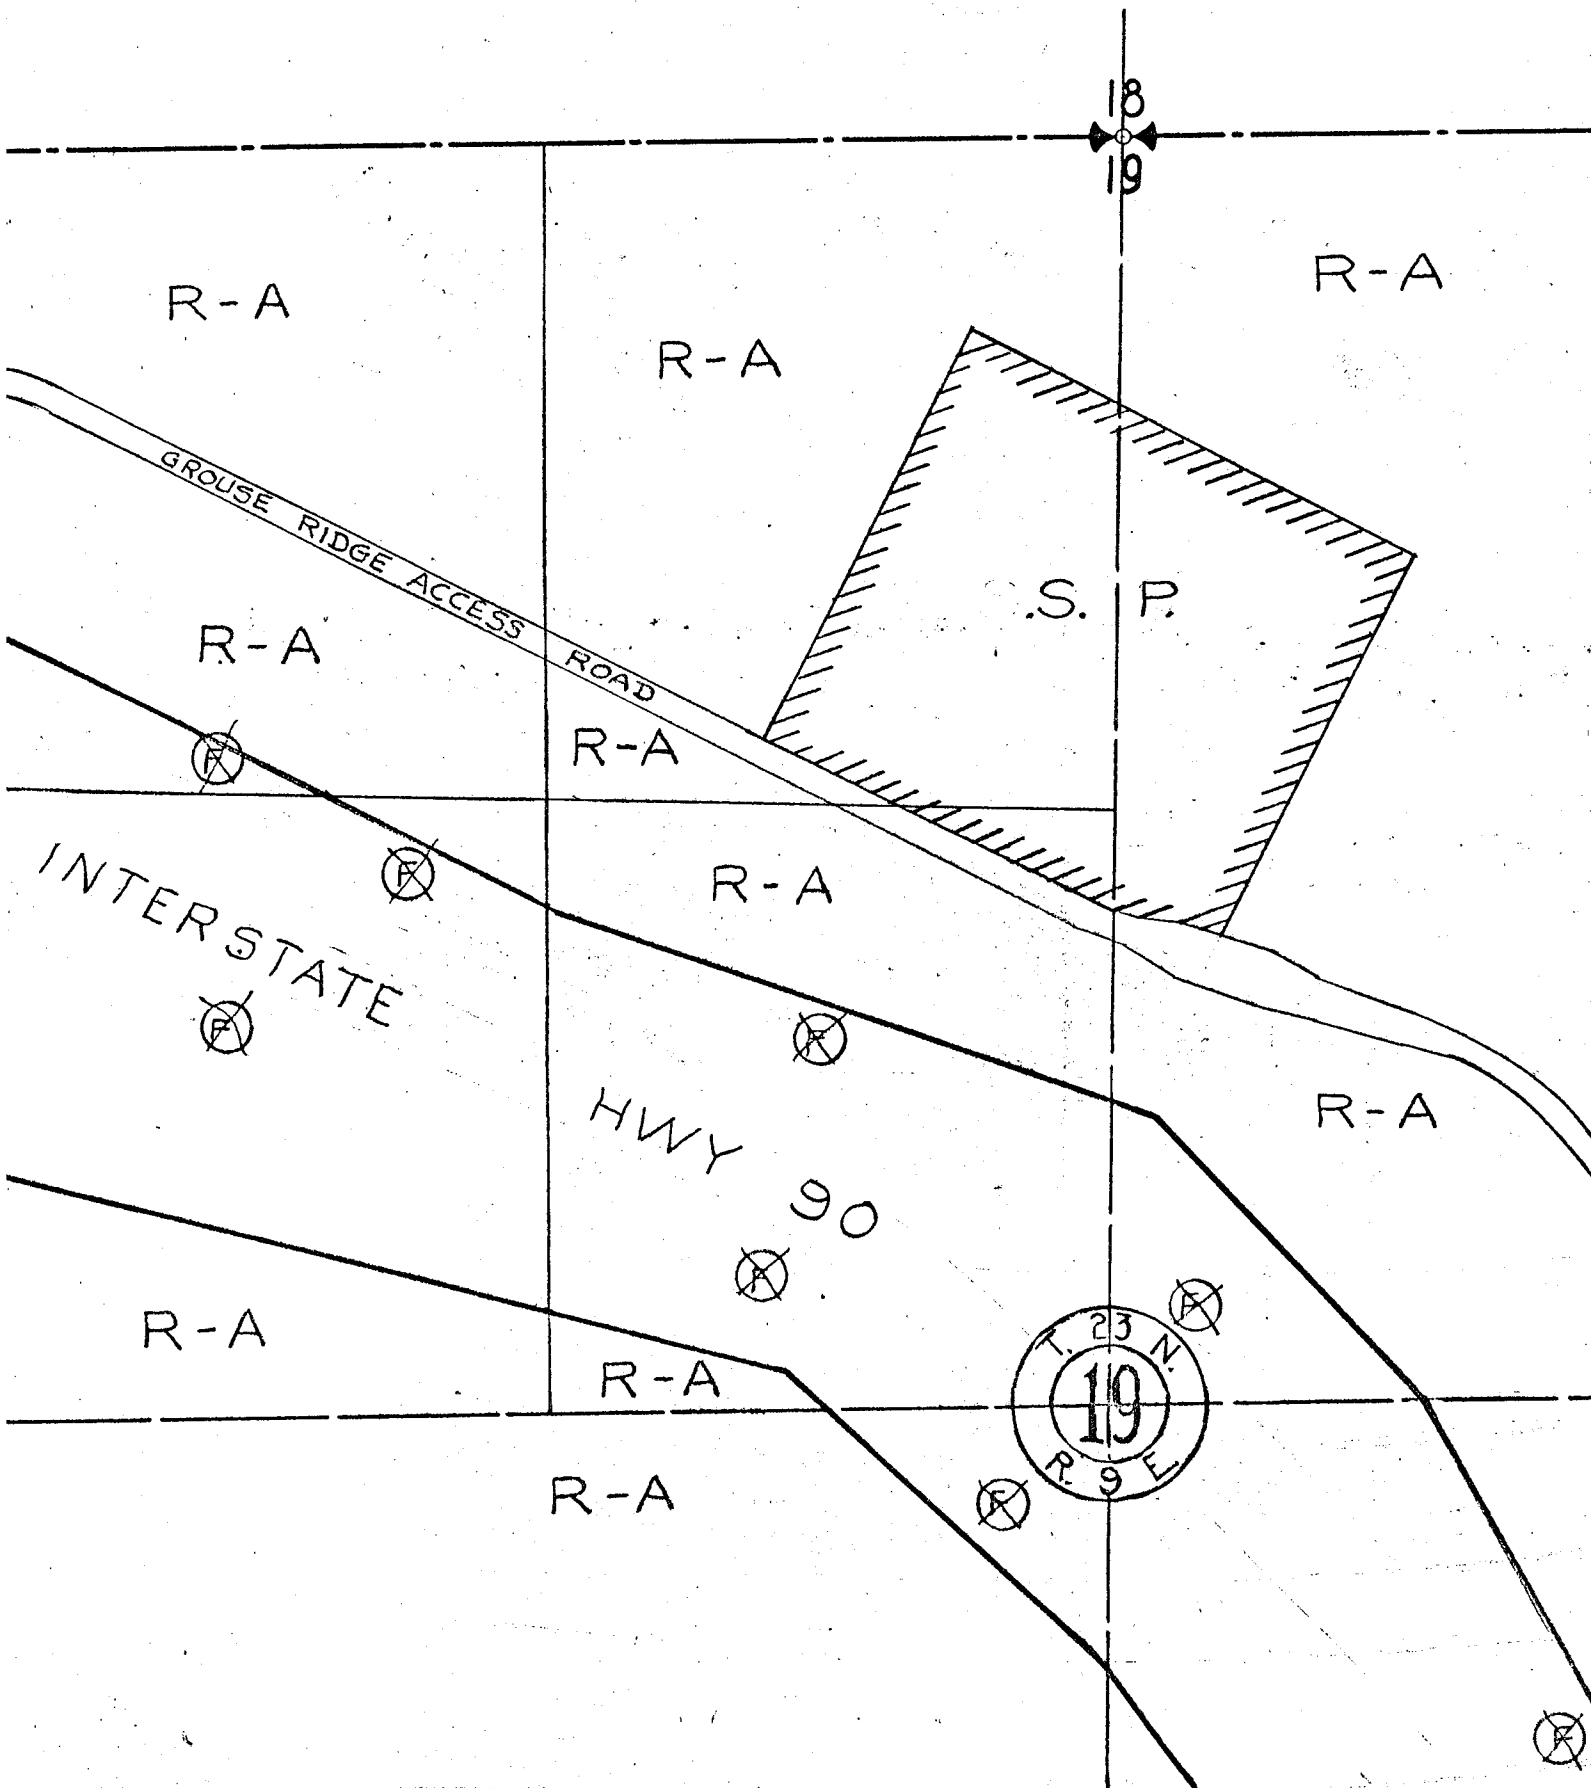 18
19
R-A
R-A
R-A
GROUSE RIDGE ACCESS ROAD
S. P.
R-A
R-A
R-A
INTERSTATE HWY 90
F
F
F
F
F
F
F
F
R-A
R-A
R-A
R-A
T. 23 N.
19
R. 9 E.